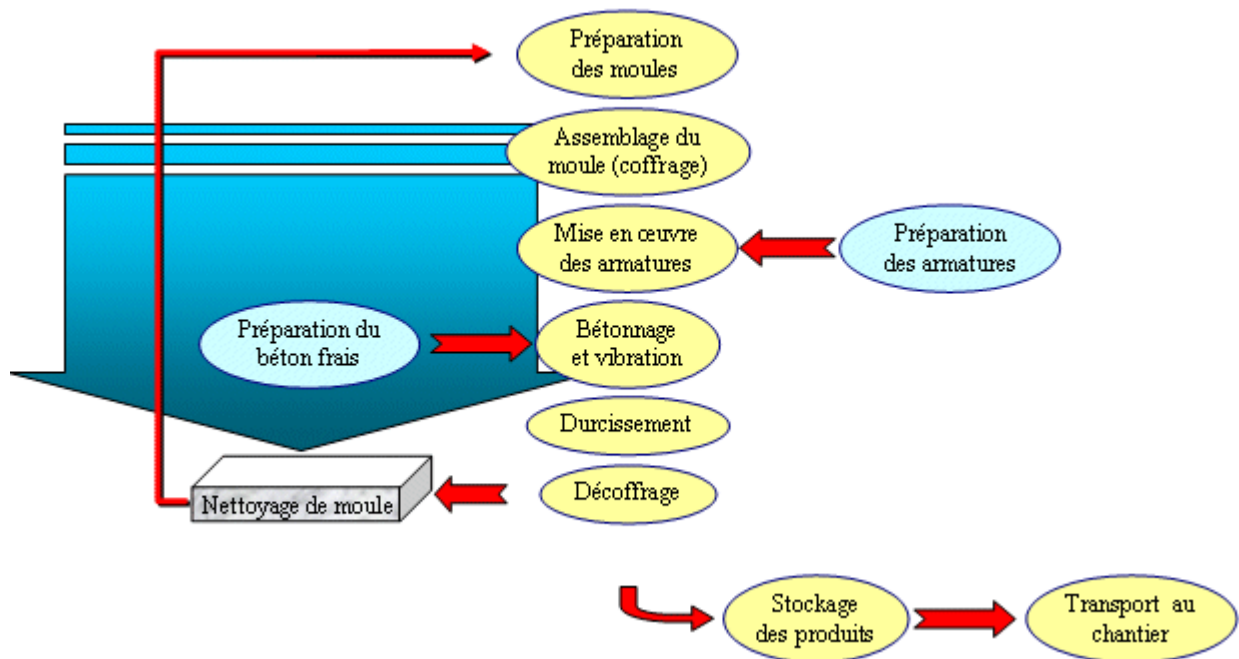 Préparation
des moules
Assemblage du
moule (coffrage)
Mise en œuvre
des armatures
Préparation
des armatures
Préparation du
béton frais
Bétonnage
et vibration
Durcissement
Décoffrage
Nettoyage de moule
Stockage
des produits
Transport au
chantier